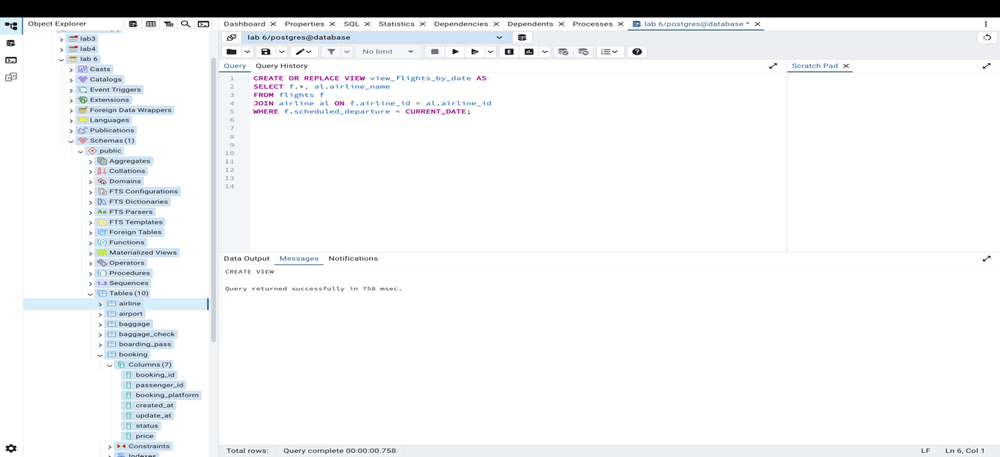 Object Explorer
Dashboard Properties SQL Statistics Dependencies Dependents Processes lab 6/postgres@database *
lab 6/postgres@database
No limit
Query Query History
Scratch Pad
1 CREATE OR REPLACE VIEW view_flights_by_date AS
2 SELECT f.*, al.airline_name
3 FROM flights f
4 JOIN airline al ON f.airline_id = al.airline_id
5 WHERE f.scheduled_departure = CURRENT_DATE;
6
7
8
9
10
11
12
13
14
lab3
lab4
lab 6
Casts
Catalogs
Event Triggers
Extensions
Foreign Data Wrappers
Languages
Publications
Schemas (1)
public
Aggregates
Collations
Domains
FTS Configurations
FTS Dictionaries
Aa FTS Parsers
FTS Templates
Foreign Tables
Functions
Materialized Views
Operators
Procedures
1..3 Sequences
Tables (10)
airline
airport
baggage
baggage_check
boarding_pass
booking
Columns (7)
booking_id
passenger_id
booking_platform
created_at
update_at
status
price
Constraints
Indexes
Data Output Messages Notifications
CREATE VIEW
Query returned successfully in 758 msec.
Total rows: Query complete 00:00:00.758 LF Ln 6, Col 1